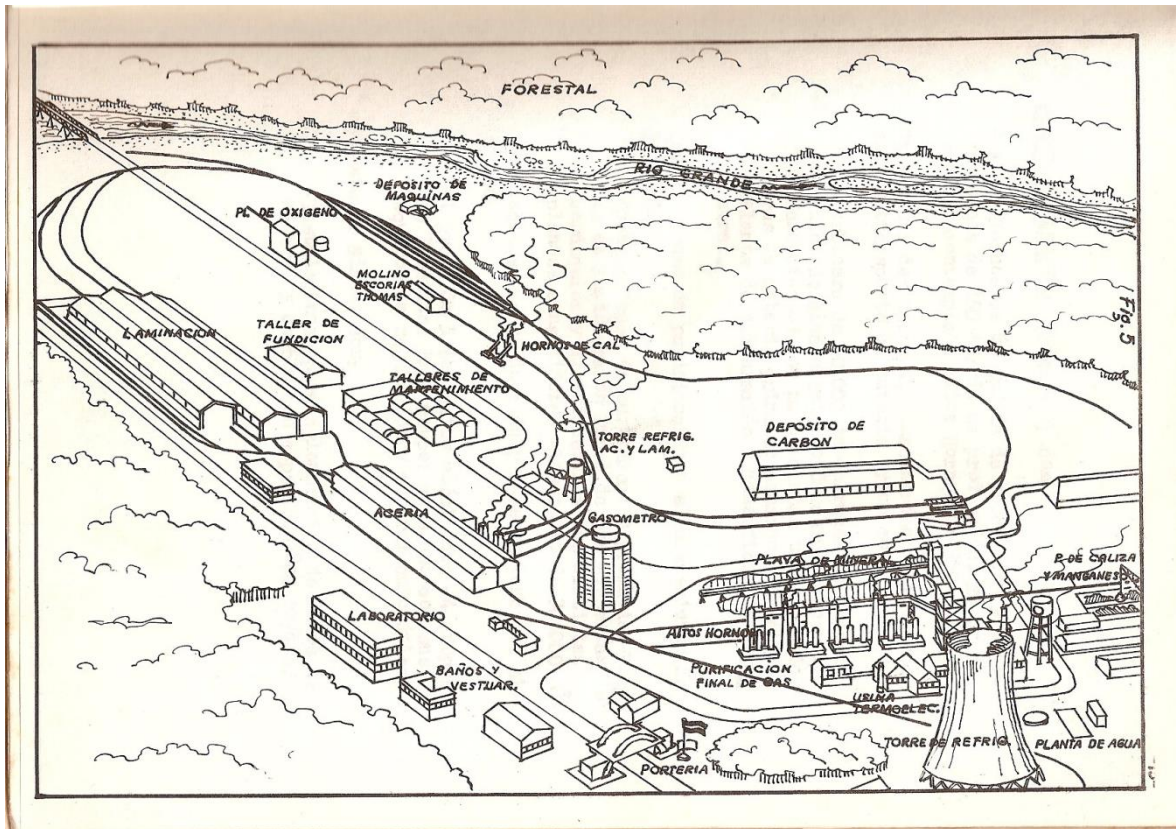 FORESTAL
RIO GRANDE
DEPÓSITO DE
MAQUINAS
PL. DE OXIGENO
Fig. 5
MOLINO
ESCORIAS
THOMAS
LAMINACION
TALLER DE
FUNDICION
HORNOS DE CAL
TALLERES DE
MANTENIMIENTO
TORRE REFRIG.
AC. Y LAM.
DEPÓSITO DE
CARBON
ACERIA
GASOMETRO
PLAYA DE MINERAL
P. DE CALIZA
Y MANGANESO
LABORATORIO
ALTOS HORNOS
PURIFICACION
FINAL DE GAS
BAÑOS Y
VESTUAR.
USINA
TERMOELEC.
TORRE DE REFRIG.
PLANTA DE AGUA
PORTERIA